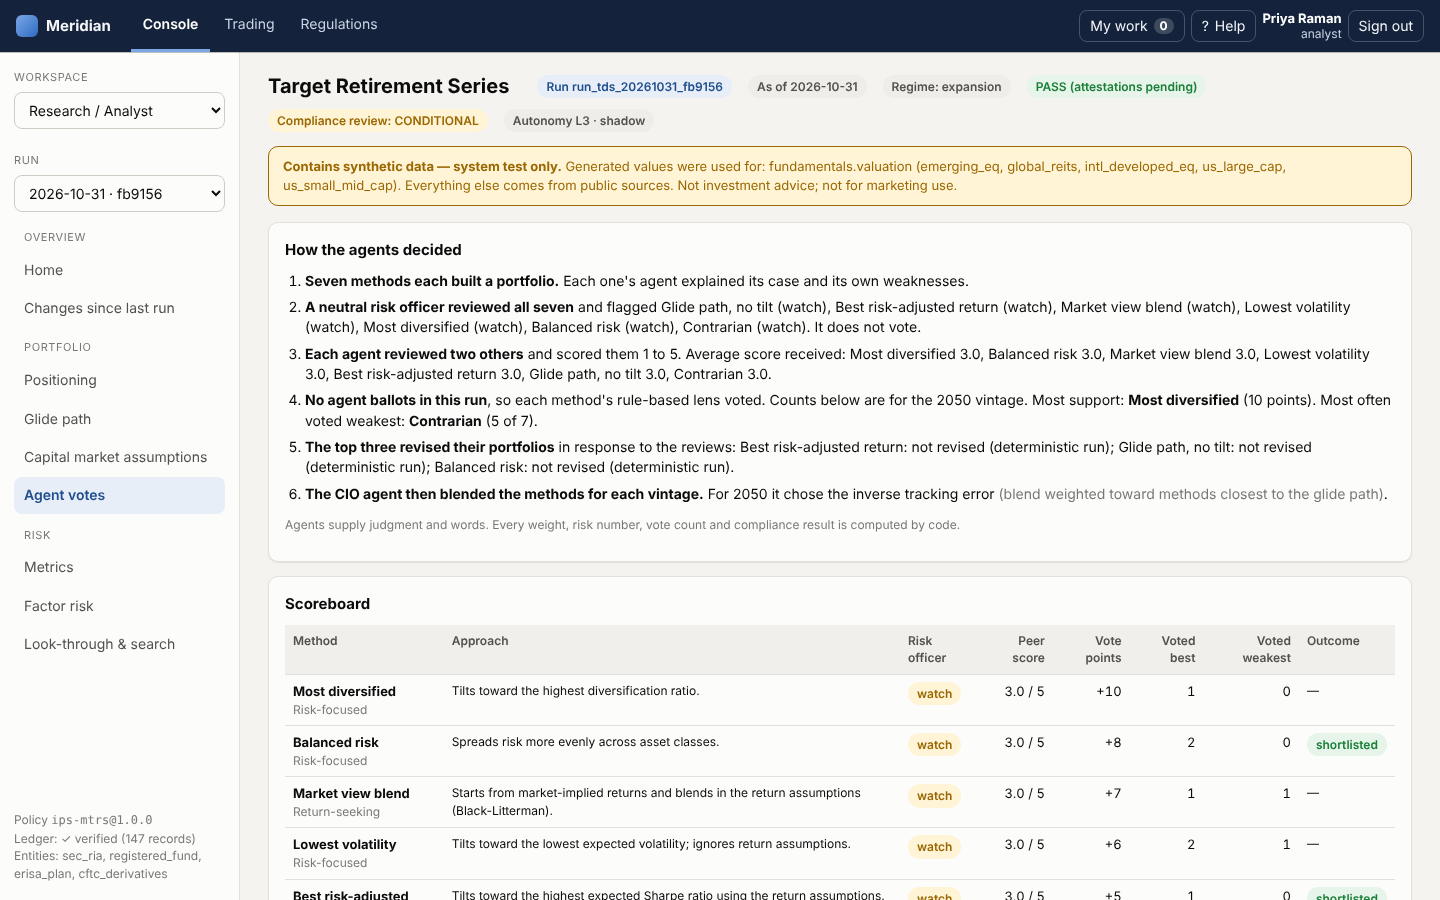 Meridian
Console
Trading
Regulations
My work 0
? Help
Priya Raman
analyst
Sign out
WORKSPACE
Research / Analyst
RUN
2026-10-31 · fb9156
OVERVIEW
Home
Changes since last run
PORTFOLIO
Positioning
Glide path
Capital market assumptions
Agent votes
RISK
Metrics
Factor risk
Look-through & search
Policy ips-mtrs@1.0.0
Ledger: ✓ verified (147 records)
Entities: sec_ria, registered_fund,
erisa_plan, cftc_derivatives
Target Retirement Series
Run run_tds_20261031_fb9156
As of 2026-10-31
Regime: expansion
PASS (attestations pending)
Compliance review: CONDITIONAL
Autonomy L3 · shadow
Contains synthetic data — system test only. Generated values were used for: fundamentals.valuation (emerging_eq, global_reits, intl_developed_eq, us_large_cap,
us_small_mid_cap). Everything else comes from public sources. Not investment advice; not for marketing use.
How the agents decided
1. Seven methods each built a portfolio. Each one's agent explained its case and its own weaknesses.
2. A neutral risk officer reviewed all seven and flagged Glide path, no tilt (watch), Best risk-adjusted return (watch), Market view blend (watch), Lowest volatility
(watch), Most diversified (watch), Balanced risk (watch), Contrarian (watch). It does not vote.
3. Each agent reviewed two others and scored them 1 to 5. Average score received: Most diversified 3.0, Balanced risk 3.0, Market view blend 3.0, Lowest volatility
3.0, Best risk-adjusted return 3.0, Glide path, no tilt 3.0, Contrarian 3.0.
4. No agent ballots in this run, so each method's rule-based lens voted. Counts below are for the 2050 vintage. Most support: Most diversified (10 points). Most often
voted weakest: Contrarian (5 of 7).
5. The top three revised their portfolios in response to the reviews: Best risk-adjusted return: not revised (deterministic run); Glide path, no tilt: not revised
(deterministic run); Balanced risk: not revised (deterministic run).
6. The CIO agent then blended the methods for each vintage. For 2050 it chose the inverse tracking error (blend weighted toward methods closest to the glide path).
Agents supply judgment and words. Every weight, risk number, vote count and compliance result is computed by code.
Scoreboard
Method Approach Risk officer Peer score Vote points Voted best Voted weakest Outcome
Most diversified Tilts toward the highest diversification ratio. watch 3.0 / 5 +10 1 0 —
Risk-focused
Balanced risk Spreads risk more evenly across asset classes. watch 3.0 / 5 +8 2 0 shortlisted
Risk-focused
Market view blend Starts from market-implied returns and blends in the return assumptions watch 3.0 / 5 +7 1 1 —
Return-seeking (Black-Litterman).
Lowest volatility Tilts toward the lowest expected volatility; ignores return assumptions. watch 3.0 / 5 +6 2 1 —
Risk-focused
Best risk-adjusted Tilts toward the highest expected Sharpe ratio using the return assumptions. watch 3.0 / 5 +5 1 0 shortlisted